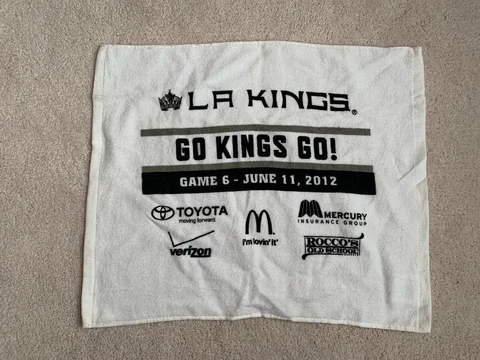 LA KINGS®
GO KINGS GO!
GAME 6 - JUNE 11, 2012
TOYOTA
moving forward
M
i'm lovin' it®
MERCURY
INSURANCE GROUP
verizon
ROCCO'S
OLD SCHOOL